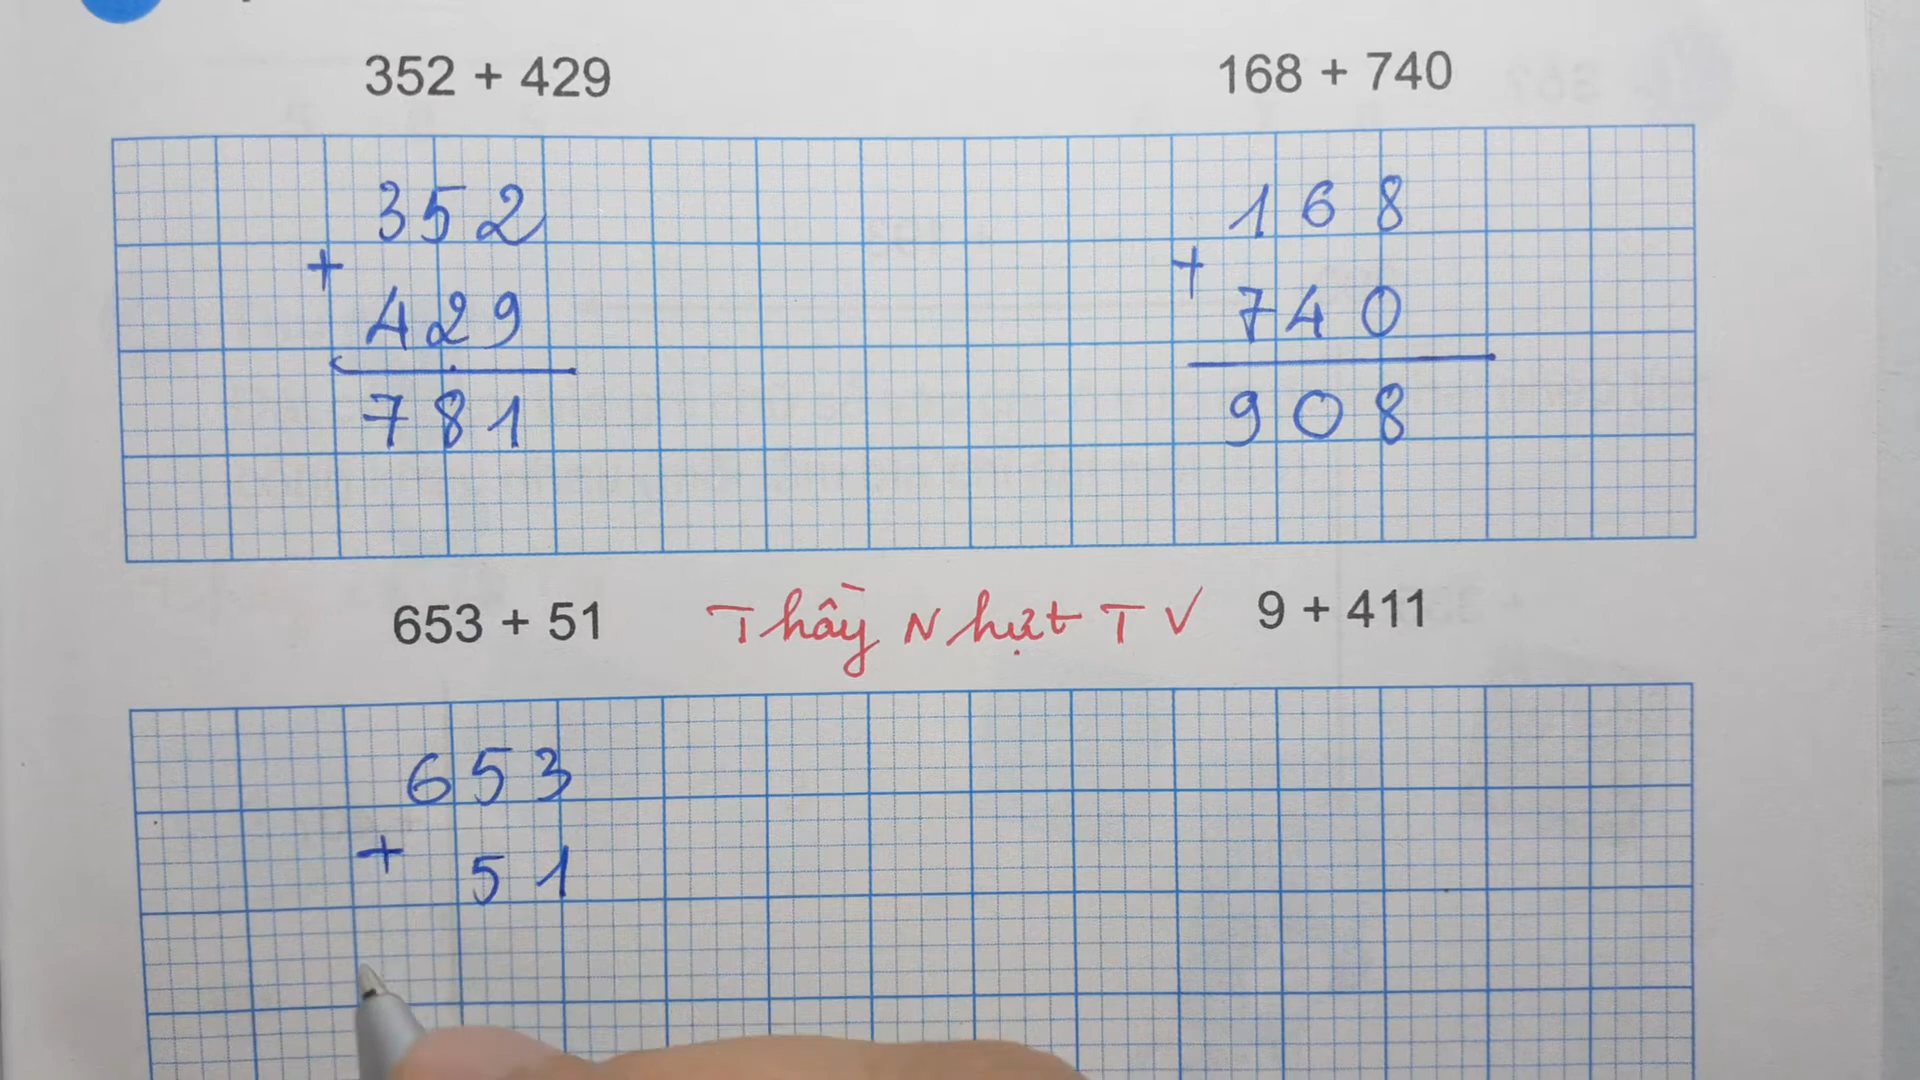 352 + 429
168 + 740
352
+
429
781
168
+
740
908
653 + 51
Thầy Nhựt TV
9 + 411
653
+
51